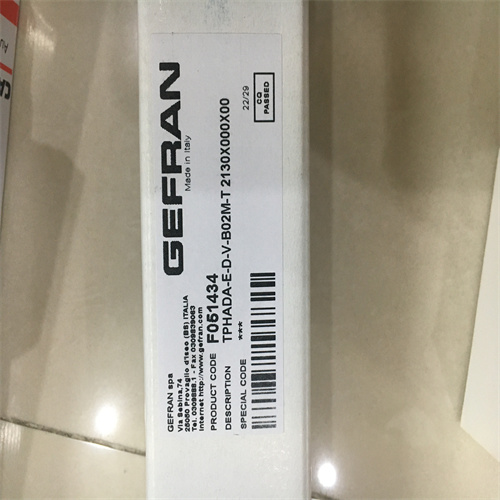 GEFRAN
Made in Italy
22/29
CQ
PASSED
GEFRAN spa
Via Sebina,74
25050 Provaglio d'Iseo (BS) ITALIA
Tel. 0309888.1 - Fax 0309839063
Internet http:/www.gefran.com
PRODUCT CODE F051434
DESCRIPTION TPHADA-E-D-V-B02M-T 2130X000X00
SPECIAL CODE ***